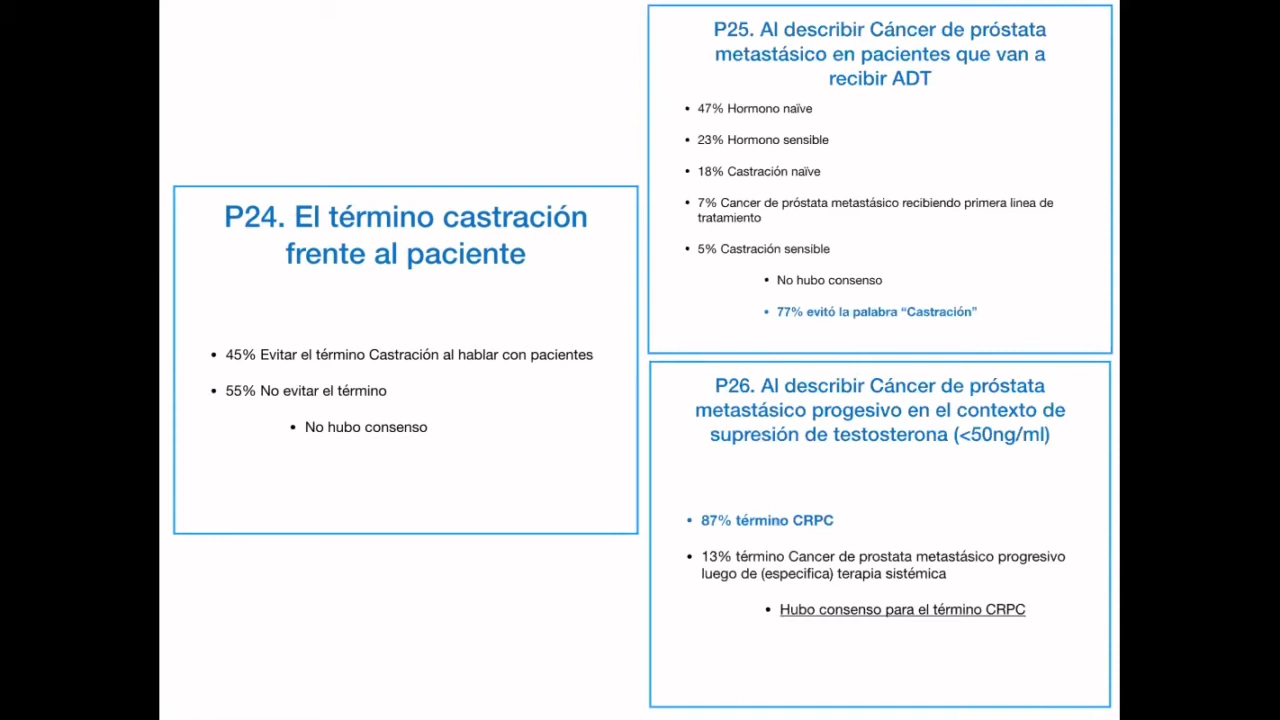 P24. El término castración
frente al paciente
• 45% Evitar el término Castración al hablar con pacientes
• 55% No evitar el término
• No hubo consenso
P25. Al describir Cáncer de próstata
metastásico en pacientes que van a
recibir ADT
• 47% Hormono naïve
• 23% Hormono sensible
• 18% Castración naïve
• 7% Cancer de próstata metastásico recibiendo primera linea de
tratamiento
• 5% Castración sensible
• No hubo consenso
• 77% evitó la palabra “Castración”
P26. Al describir Cáncer de próstata
metastásico progesivo en el contexto de
supresión de testosterona (<50ng/ml)
• 87% término CRPC
• 13% término Cancer de prostata metastásico progresivo
luego de (especifica) terapia sistémica
• Hubo consenso para el término CRPC